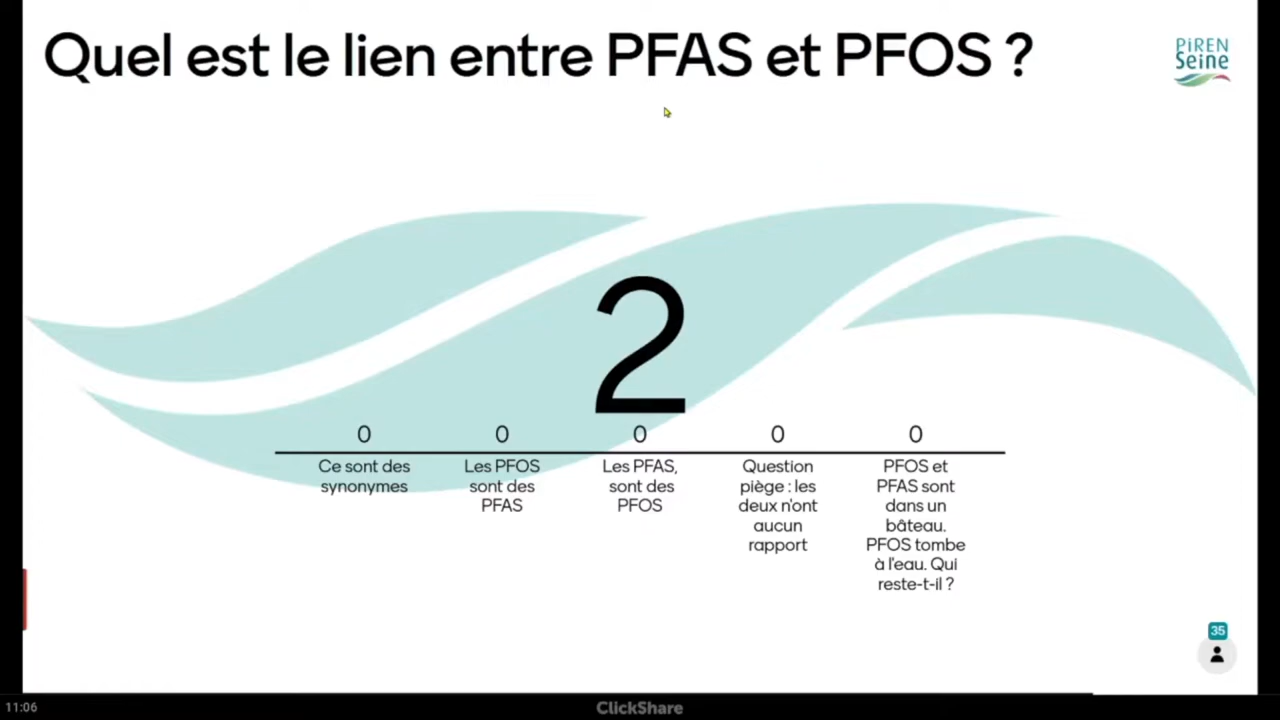 Quel est le lien entre PFAS et PFOS ?
PiREN
Seine
2
0
0
0
0
0
Ce sont des
synonymes
Les PFOS
sont des
PFAS
Les PFAS,
sont des
PFOS
Question
piège : les
deux n'ont
aucun
rapport
PFOS et
PFAS sont
dans un
bâteau.
PFOS tombe
à l'eau. Qui
reste-t-il ?
35
11:06
ClickShare